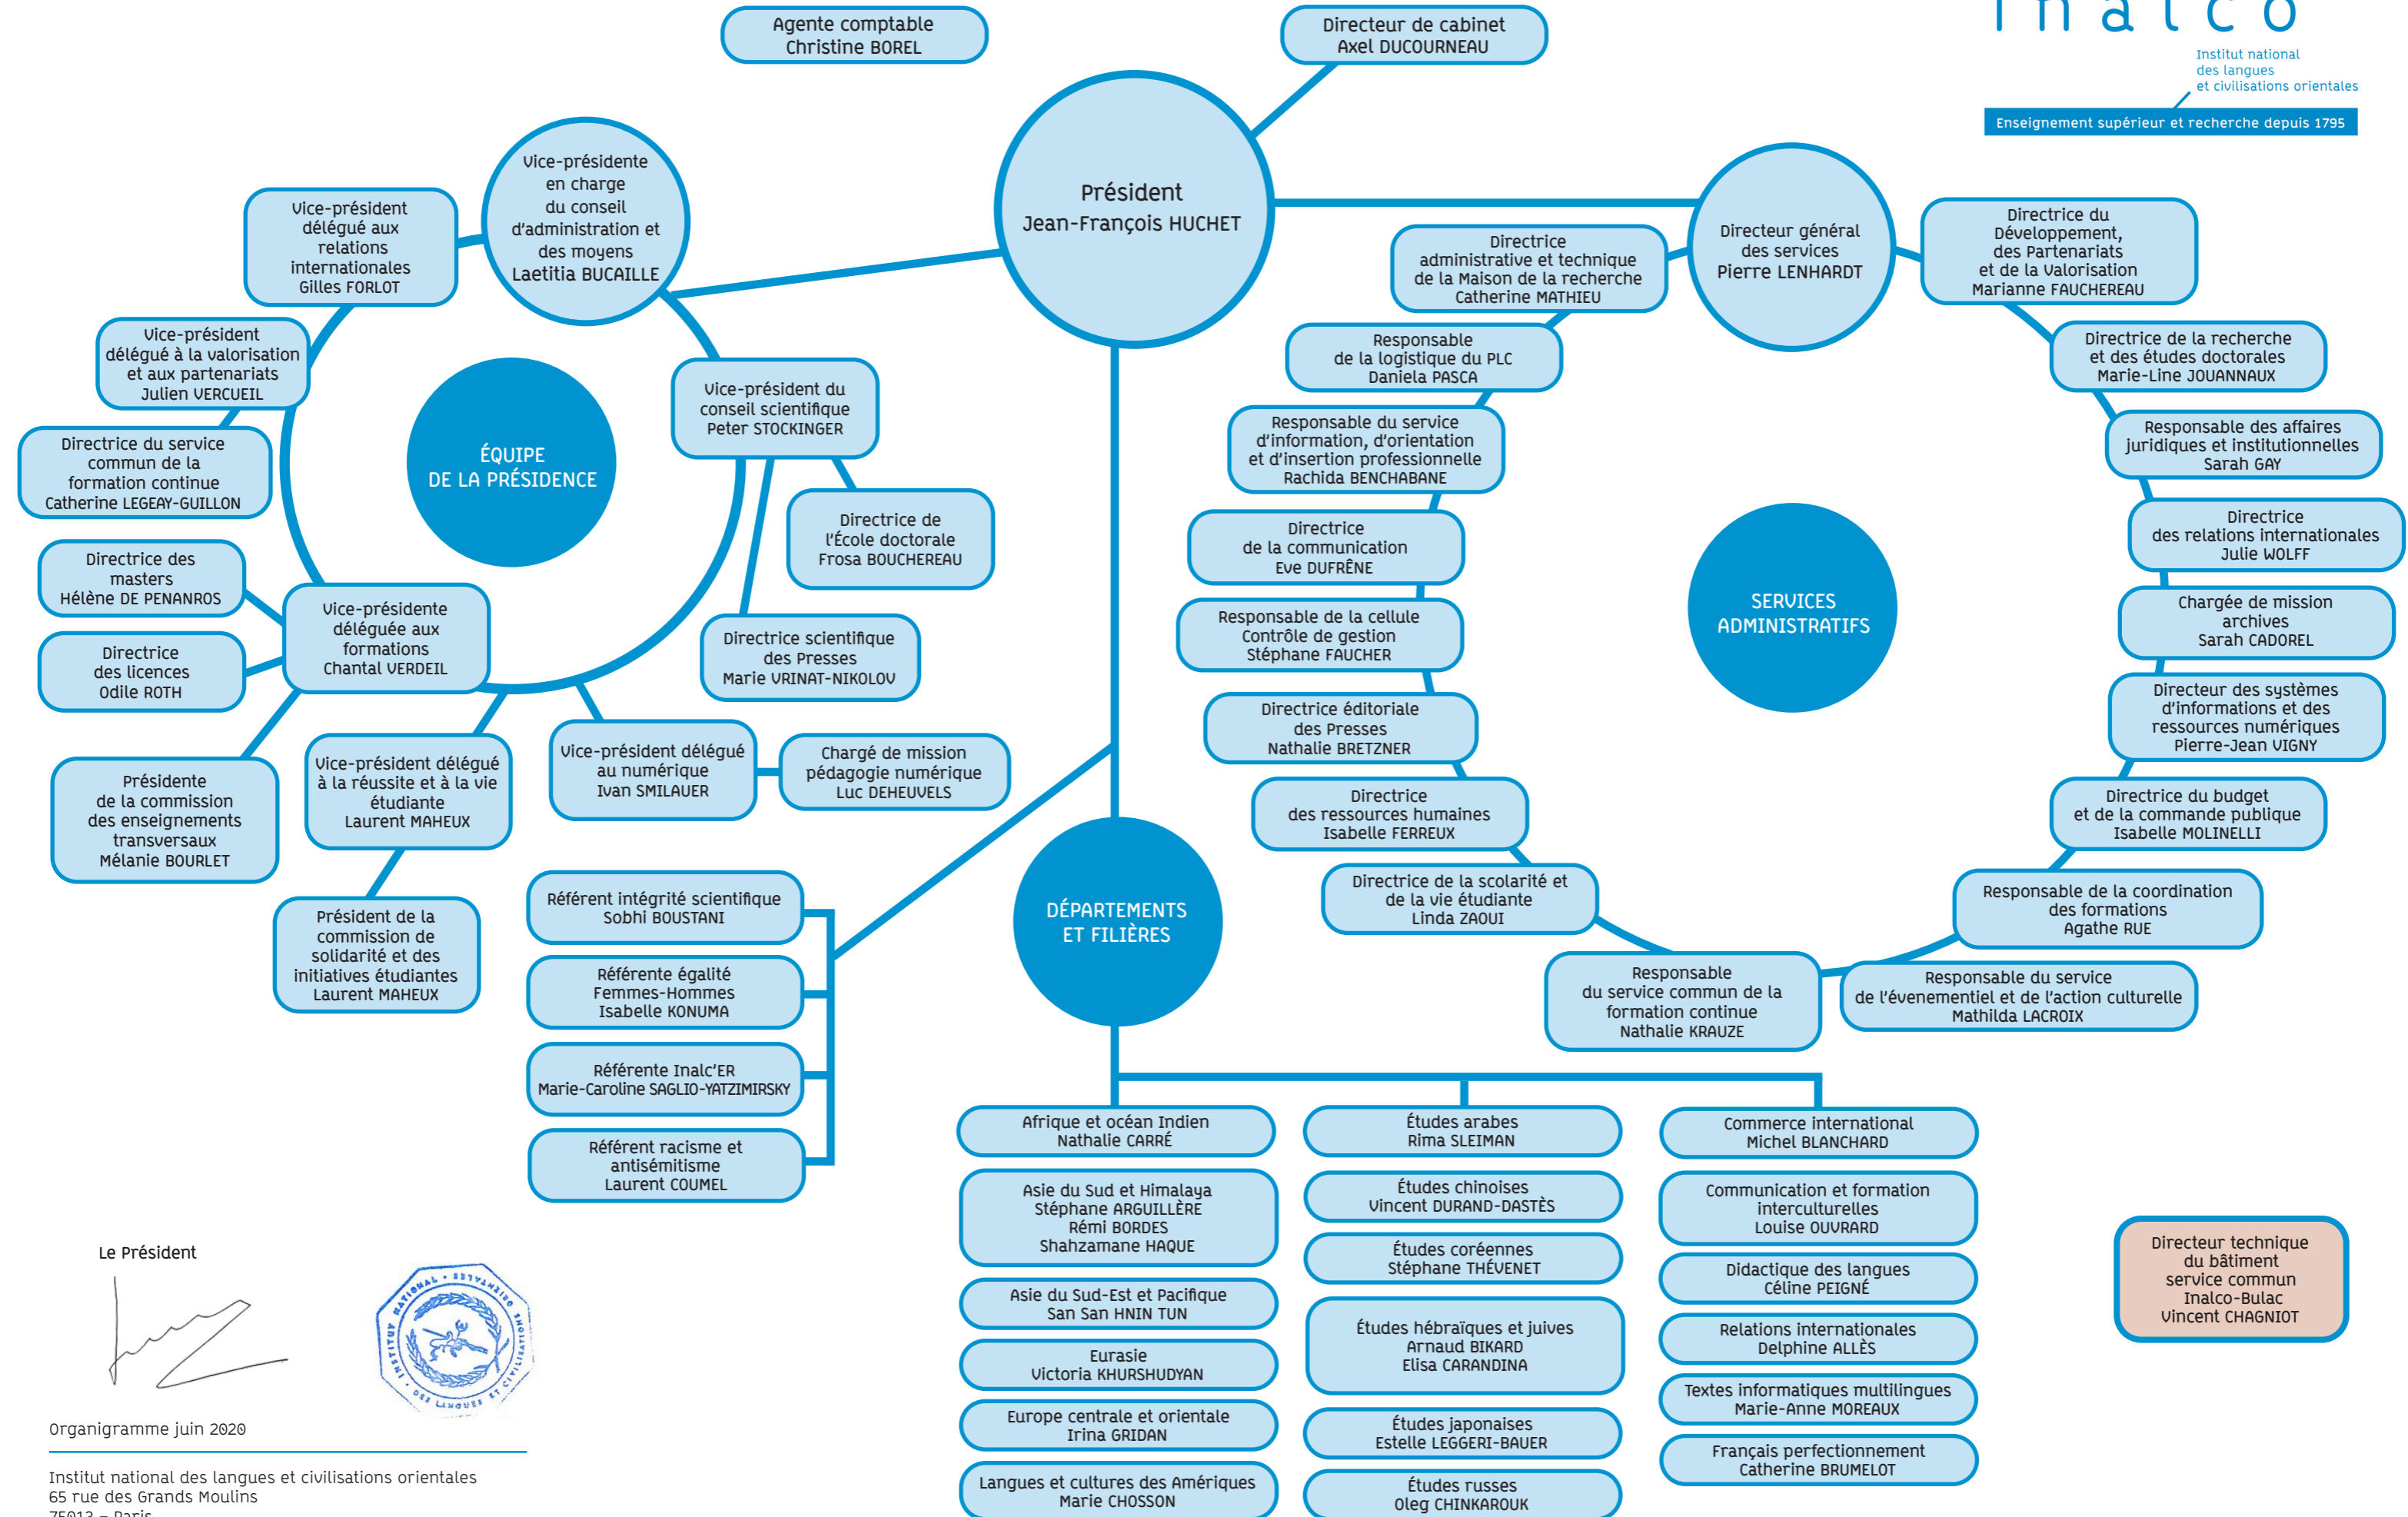 Agente comptable
Christine BOREL
Directeur de cabinet
Axel DUCOURNEAU
inalco
Institut national
des langues
et civilisations orientales
Enseignement supérieur et recherche depuis 1795
Président
Jean-François HUCHET
Vice-présidente
en charge
du conseil
d'administration et
des moyens
Laetitia BUCAILLE
Vice-président
délégué aux
relations
internationales
Gilles FORLOT
Vice-président
délégué à la valorisation
et aux partenariats
Julien VERCUEIL
Directrice du service
commun de la
formation continue
Catherine LEGEAY-GUILLON
ÉQUIPE
DE LA PRÉSIDENCE
Vice-président du
conseil scientifique
Peter STOCKINGER
Directrice de
l'École doctorale
Frosa BOUCHEREAU
Directrice scientifique
des Presses
Marie VRINAT-NIKOLOV
Directrice des
masters
Hélène DE PENANROS
Directrice
des licences
Odile ROTH
Vice-présidente
déléguée aux
formations
Chantal VERDEIL
Présidente
de la commission
des enseignements
transversaux
Mélanie BOURLET
Vice-président délégué
à la réussite et à la vie
étudiante
Laurent MAHEUX
Vice-président délégué
au numérique
Ivan SMILAUER
Chargé de mission
pédagogie numérique
Luc DEHEUVELS
Président de la
commission de
solidarité et des
initiatives étudiantes
Laurent MAHEUX
Référent intégrité scientifique
Sobhi BOUSTANI
Référente égalité
Femmes-Hommes
Isabelle KONUMA
Référente Inalc'ER
Marie-Caroline SAGLIO-YATZIMIRSKY
Référent racisme et
antisémitisme
Laurent COUMEL
Directeur général
des services
Pierre LENHARDT
Directrice
administrative et technique
de la Maison de la recherche
Catherine MATHIEU
Responsable
de la logistique du PLC
Daniela PASCA
Responsable du service
d'information, d'orientation
et d'insertion professionnelle
Rachida BENCHABANE
Directrice
de la communication
Eve DUFRÊNE
Responsable de la cellule
Contrôle de gestion
Stéphane FAUCHER
Directrice éditoriale
des Presses
Nathalie BRETZNER
Directrice
des ressources humaines
Isabelle FERREUX
Directrice de la scolarité et
de la vie étudiante
Linda ZAOUI
Responsable
du service commun de la
formation continue
Nathalie KRAUZE
SERVICES
ADMINISTRATIFS
Directrice du
Développement,
des Partenariats
et de la Valorisation
Marianne FAUCHEREAU
Directrice de la recherche
et des études doctorales
Marie-Line JOUANNAUX
Responsable des affaires
juridiques et institutionnelles
Sarah GAY
Directrice
des relations internationales
Julie WOLFF
Chargée de mission
archives
Sarah CADOREL
Directeur des systèmes
d'informations et des
ressources numériques
Pierre-Jean VIGNY
Directrice du budget
et de la commande publique
Isabelle MOLINELLI
Responsable de la coordination
des formations
Agathe RUE
Responsable du service
de l'évenementiel et de l'action culturelle
Mathilda LACROIX
DÉPARTEMENTS
ET FILIÈRES
Afrique et océan Indien
Nathalie CARRÉ
Asie du Sud et Himalaya
Stéphane ARGUILLÈRE
Rémi BORDES
Shahzamane HAQUE
Asie du Sud-Est et Pacifique
San San HNIN TUN
Eurasie
Victoria KHURSHUDYAN
Europe centrale et orientale
Irina GRIDAN
Langues et cultures des Amériques
Marie CHOSSON
Études arabes
Rima SLEIMAN
Études chinoises
Vincent DURAND-DASTÈS
Études coréennes
Stéphane THÉVENET
Études hébraïques et juives
Arnaud BIKARD
Elisa CARANDINA
Études japonaises
Estelle LEGGERI-BAUER
Études russes
Oleg CHINKAROUK
Commerce international
Michel BLANCHARD
Communication et formation
interculturelles
Louise OUVRARD
Didactique des langues
Céline PEIGNÉ
Relations internationales
Delphine ALLÈS
Textes informatiques multilingues
Marie-Anne MOREAUX
Français perfectionnement
Catherine BRUMELOT
Directeur technique
du bâtiment
service commun
Inalco-Bulac
Vincent CHAGNIOT
Le Président
INSTITUT NATIONAL · DES LANGUES ET CIVILISATIONS ORIENTALES
Organigramme juin 2020
Institut national des langues et civilisations orientales
65 rue des Grands Moulins
75013 – Paris